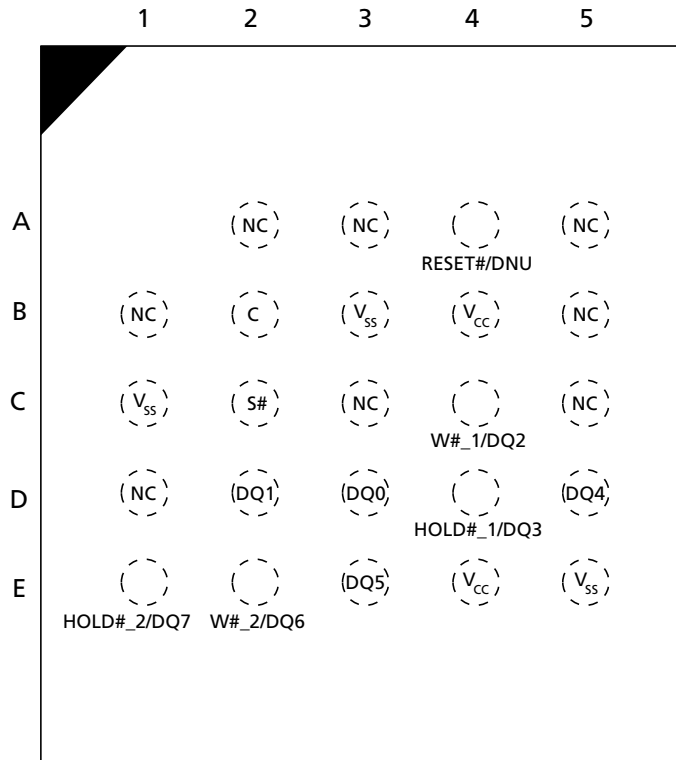 1 2 3 4 5
A NC NC NC
RESET#/DNU
B NC C VSS VCC NC
C VSS S# NC NC
W#_1/DQ2
D NC DQ1 DQ0 DQ4
HOLD#_1/DQ3
E DQ5 VCC VSS
HOLD#_2/DQ7 W#_2/DQ6